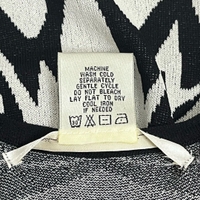 MACHINE
WASH COLD
SEPARATELY
GENTLE CYCLE
DO NOT BLEACH
LAY FLAT TO DRY
COOL IRON
IF NEEDED